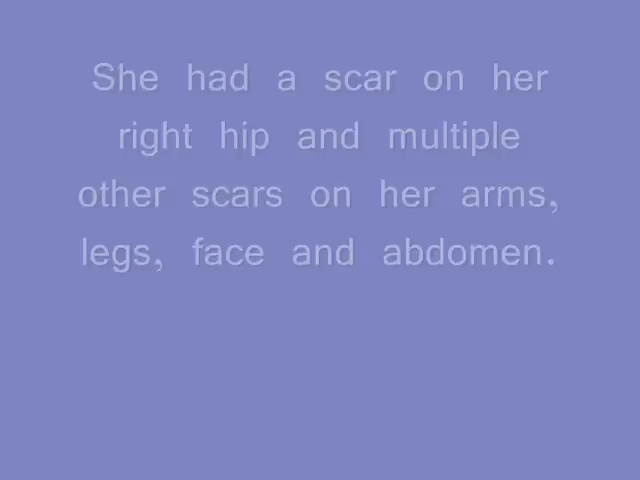 She had a scar on her
right hip and multiple
other scars on her arms,
legs, face and abdomen.